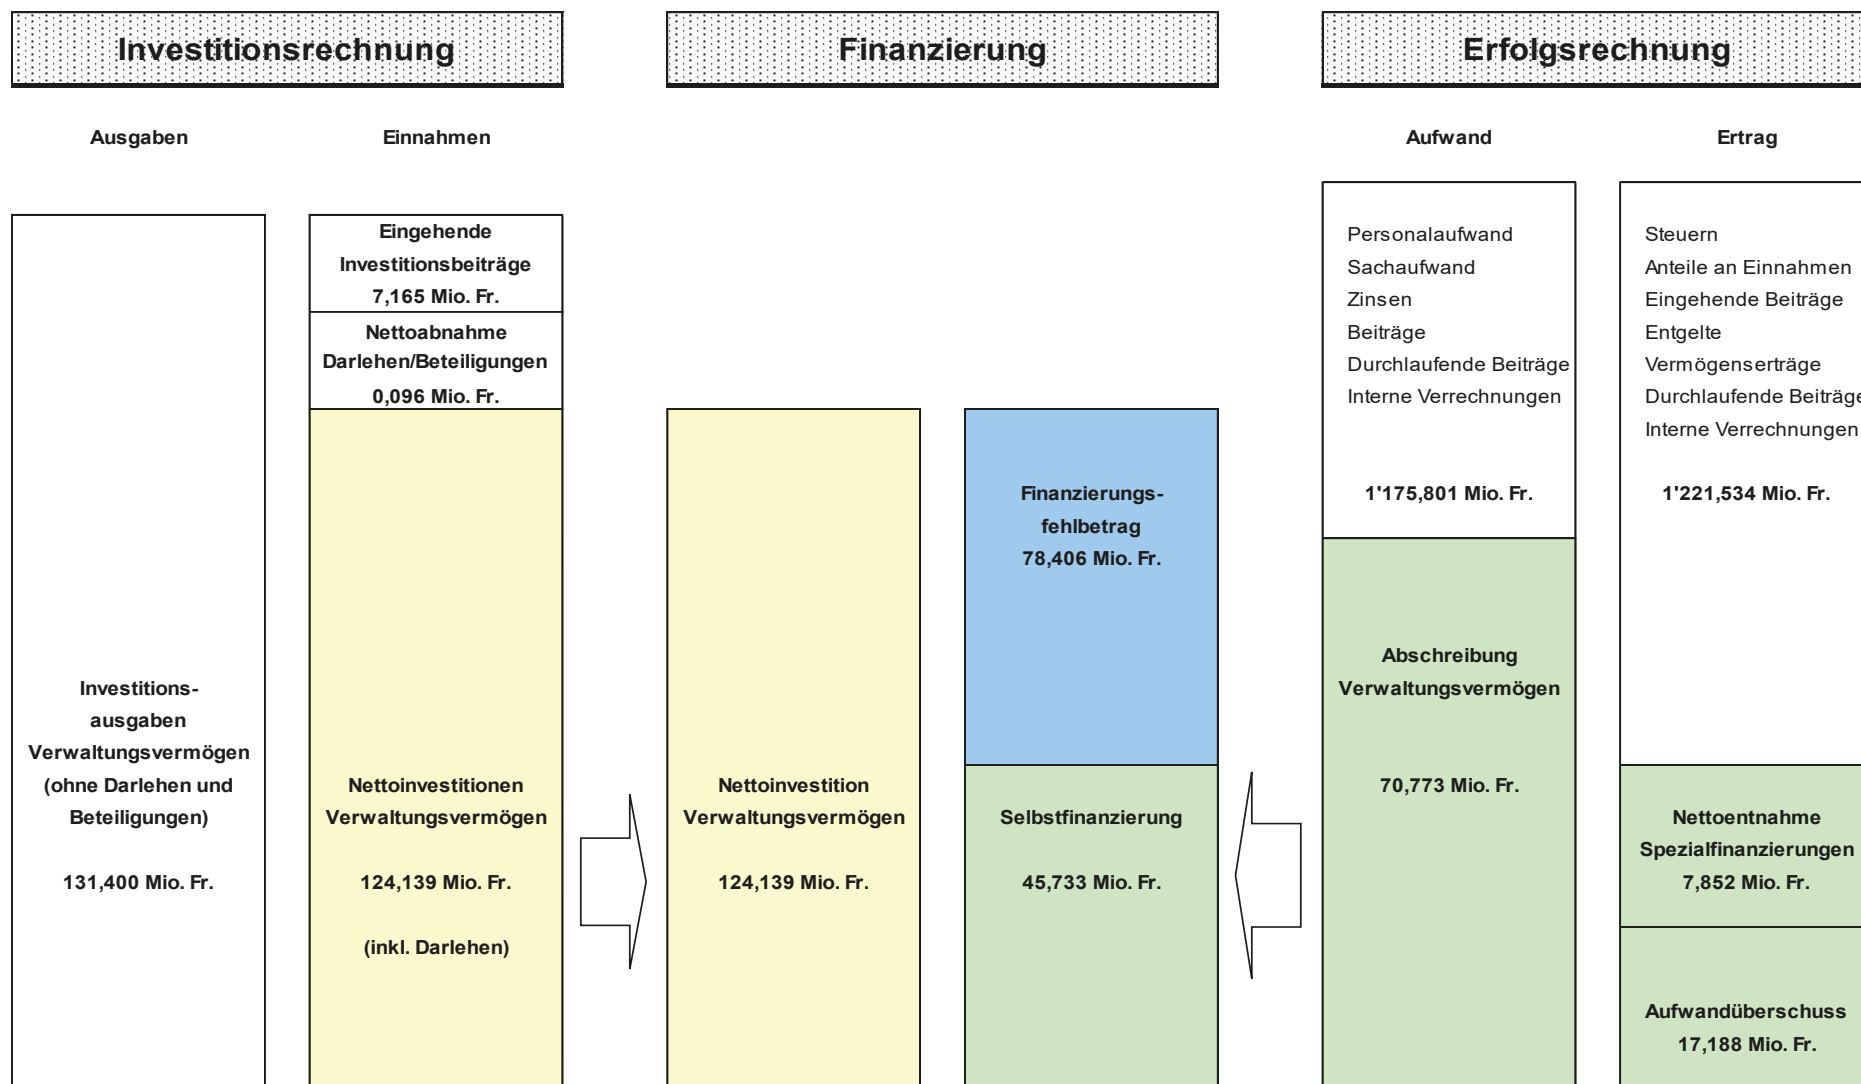 Investitionsrechnung
Finanzierung
Erfolgsrechnung
Ausgaben
Einnahmen
Aufwand
Ertrag
Investitions-
ausgaben
Verwaltungsvermögen
(ohne Darlehen und
Beteiligungen)
131,400 Mio. Fr.
Eingehende
Investitionsbeiträge
7,165 Mio. Fr.
Nettoabnahme
Darlehen/Beteiligungen
0,096 Mio. Fr.
Nettoinvestitionen
Verwaltungsvermögen
124,139 Mio. Fr.
(inkl. Darlehen)
Nettoinvestition
Verwaltungsvermögen
124,139 Mio. Fr.
Finanzierungs-
fehlbetrag
78,406 Mio. Fr.
Selbstfinanzierung
45,733 Mio. Fr.
Personalaufwand
Sachaufwand
Zinsen
Beiträge
Durchlaufende Beiträge
Interne Verrechnungen
1'175,801 Mio. Fr.
Abschreibung
Verwaltungsvermögen
70,773 Mio. Fr.
Steuern
Anteile an Einnahmen
Eingehende Beiträge
Entgelte
Vermögenserträge
Durchlaufende Beiträge
Interne Verrechnungen
1'221,534 Mio. Fr.
Nettoentnahme
Spezialfinanzierungen
7,852 Mio. Fr.
Aufwandüberschuss
17,188 Mio. Fr.